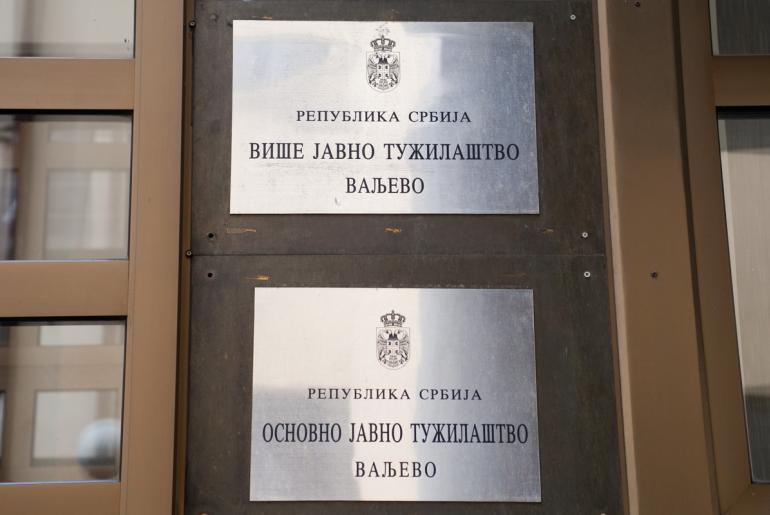 РЕПУБЛИКА СРБИЈА
ВИШЕ ЈАВНО ТУЖИЛАШТВО
ВАЉЕВО
РЕПУБЛИКА СРБИЈА
ОСНОВНО ЈАВНО ТУЖИЛАШТВО
ВАЉЕВО